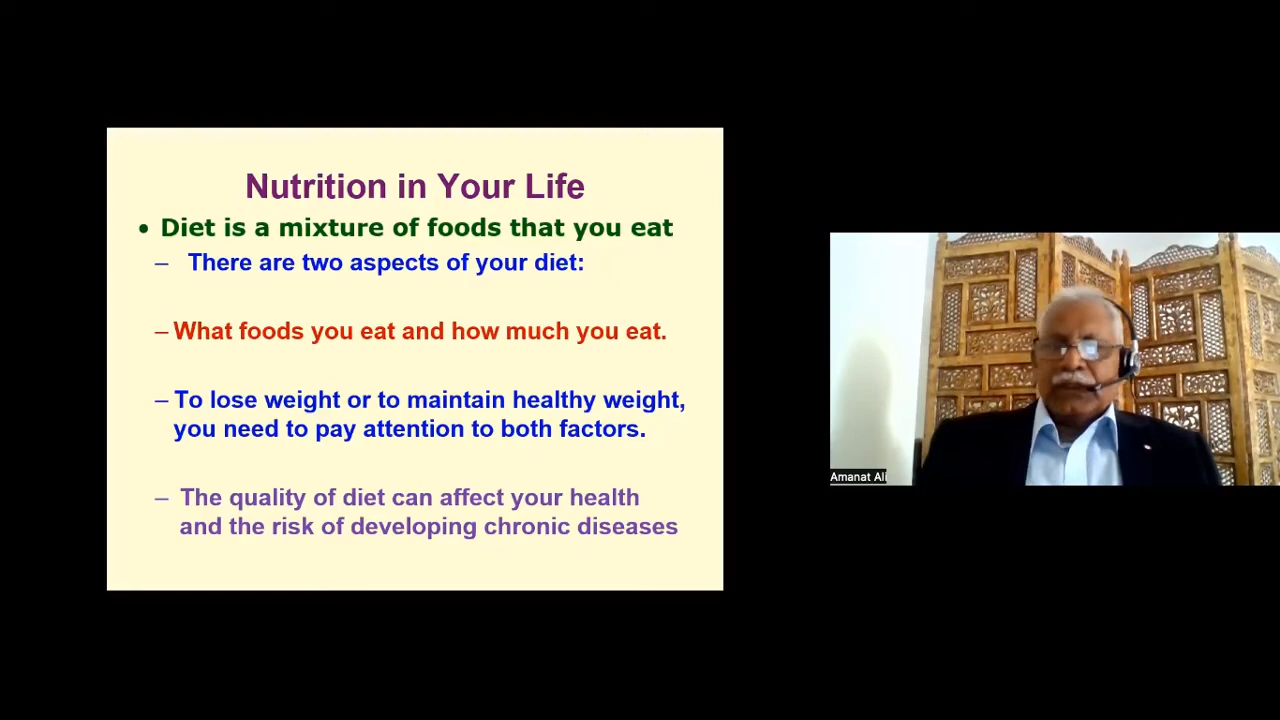 Nutrition in Your Life
• Diet is a mixture of foods that you eat
– There are two aspects of your diet:
– What foods you eat and how much you eat.
– To lose weight or to maintain healthy weight,
you need to pay attention to both factors.
– The quality of diet can affect your health
and the risk of developing chronic diseases
Amanat Ali